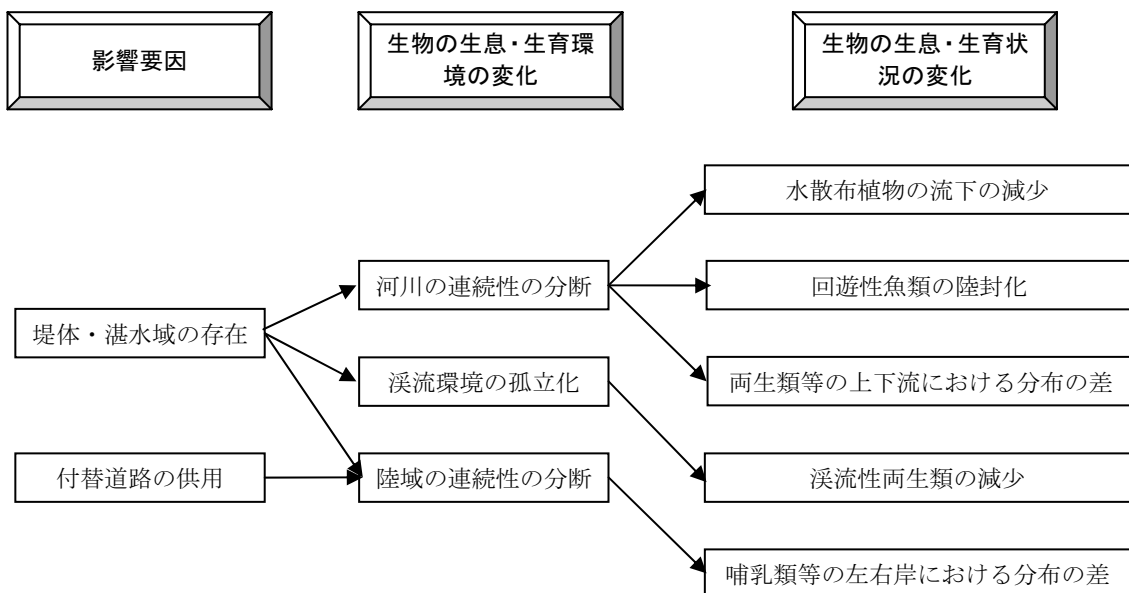 影響要因
生物の生息・生育環
境の変化
生物の生息・生育状
況の変化
水散布植物の流下の減少
河川の連続性の分断
回遊性魚類の陸封化
堤体・湛水域の存在
渓流環境の孤立化
両生類等の上下流における分布の差
付替道路の供用
陸域の連続性の分断
渓流性両生類の減少
哺乳類等の左右岸における分布の差